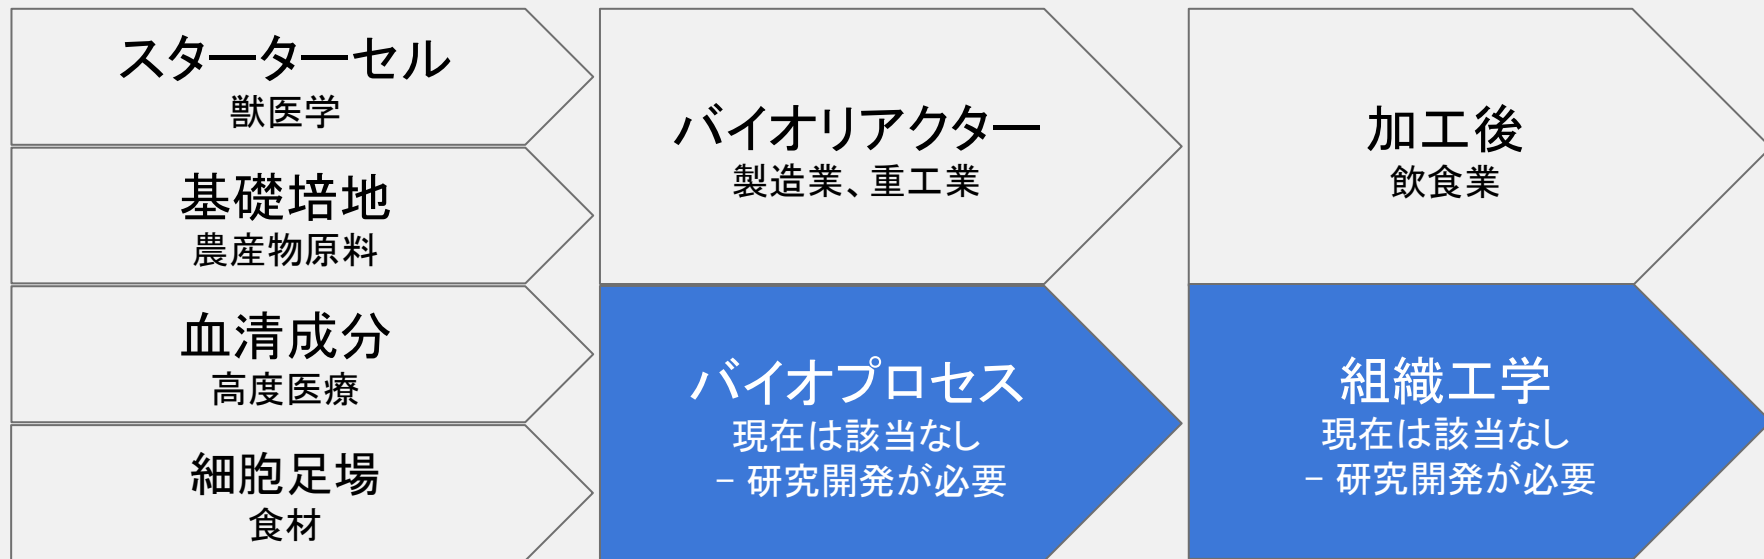 スターターセル
獣医学
基礎培地
農産物原料
血清成分
高度医療
細胞足場
食材
バイオリアクター
製造業、重工業
バイオプロセス
現在は該当なし
– 研究開発が必要
加工後
飲食業
組織工学
現在は該当なし
– 研究開発が必要